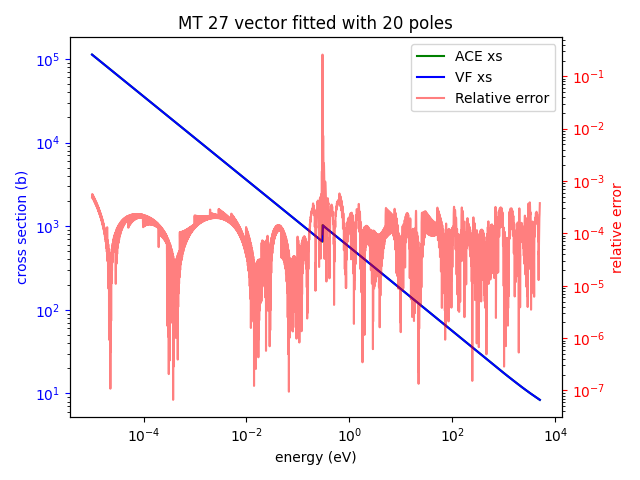 MT 27 vector fitted with 20 poles
ACE xs
VF xs
Relative error
cross section (b)
10^5
10^4
10^3
10^2
10^1
10^-1
10^-2
10^-3
10^-4
10^-5
10^-6
10^-7
relative error
10^-4 10^-2 10^0 10^2 10^4
energy (eV)